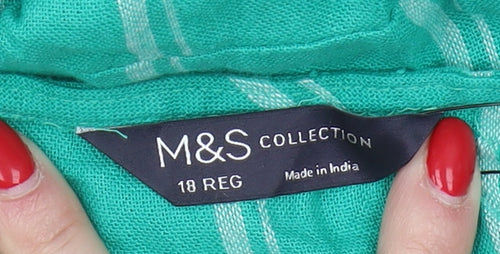 M&S COLLECTION
18 REG Made in India